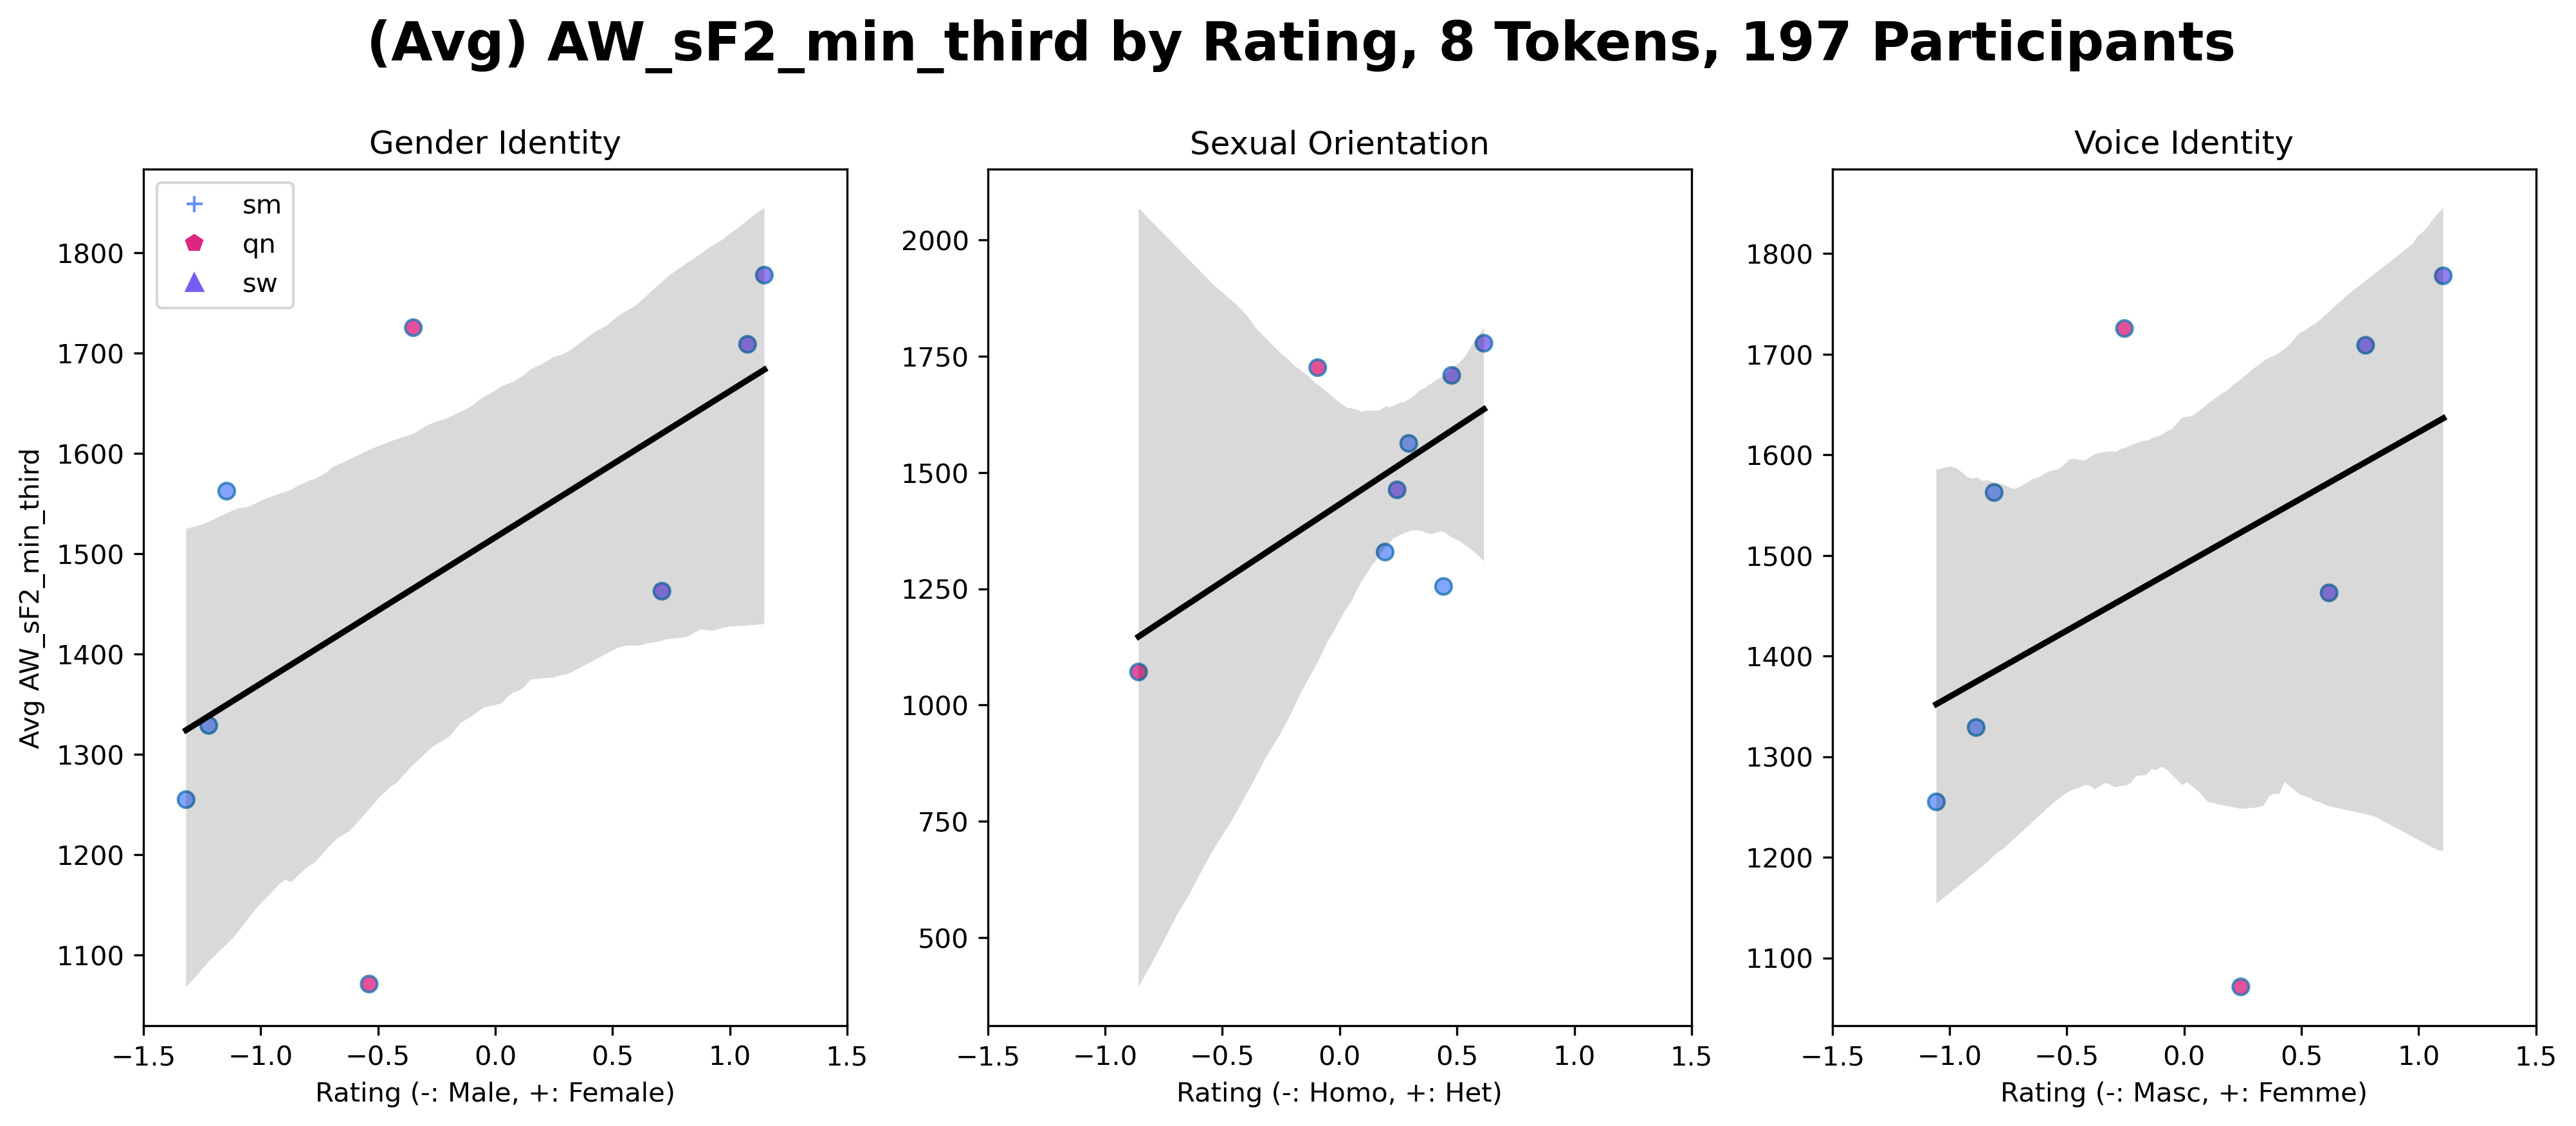 (Avg) AW_sF2_min_third by Rating, 8 Tokens, 197 Participants
Gender Identity
sm
qn
sw
Avg AW_sF2_min_third
1800
1700
1600
1500
1400
1300
1200
1100
−1.5 −1.0 −0.5 0.0 0.5 1.0 1.5
Rating (-: Male, +: Female)
Sexual Orientation
2000
1750
1500
1250
1000
750
500
−1.5 −1.0 −0.5 0.0 0.5 1.0 1.5
Rating (-: Homo, +: Het)
Voice Identity
1800
1700
1600
1500
1400
1300
1200
1100
−1.5 −1.0 −0.5 0.0 0.5 1.0 1.5
Rating (-: Masc, +: Femme)